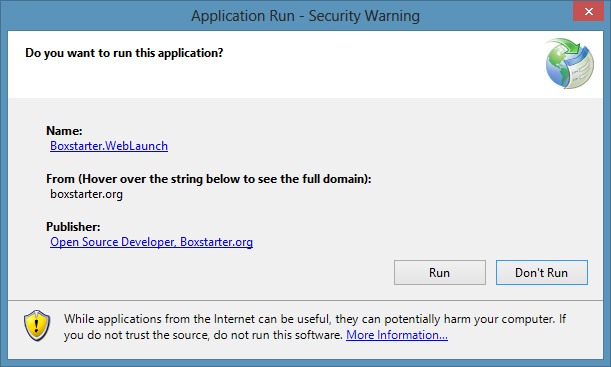 Application Run - Security Warning
Do you want to run this application?
Name:
Boxstarter.WebLaunch
From (Hover over the string below to see the full domain):
boxstarter.org
Publisher:
Open Source Developer, Boxstarter.org
Run
Don't Run
While applications from the Internet can be useful, they can potentially harm your computer. If
you do not trust the source, do not run this software. More Information...